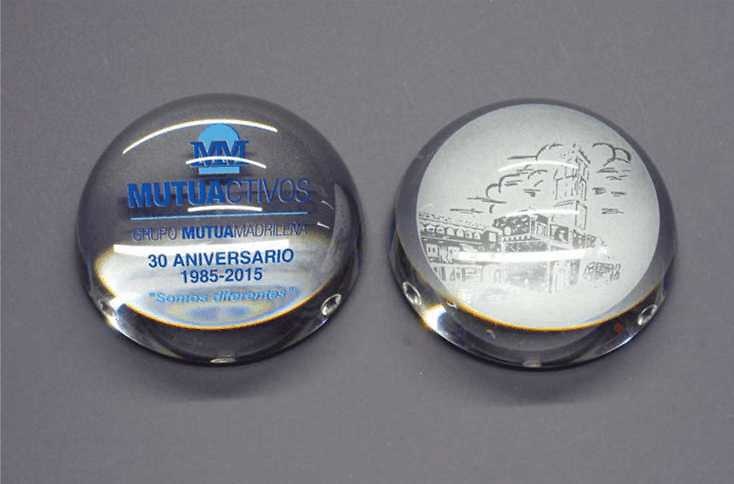 MM
MUTUACTIVOS
GRUPO MUTUAMADRILEÑA
30 ANIVERSARIO
1985-2015
"Somos diferentes"